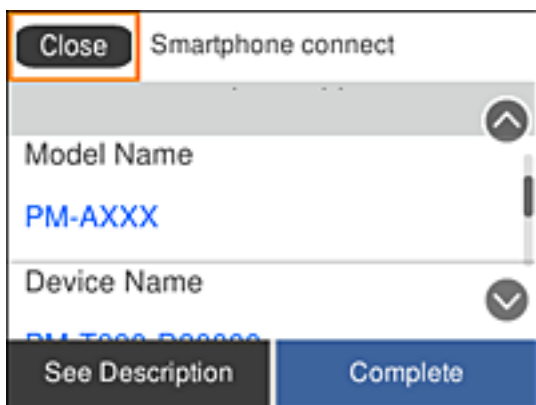 Close Smartphone connect
Model Name
PM-AXXX
Device Name
See Description Complete